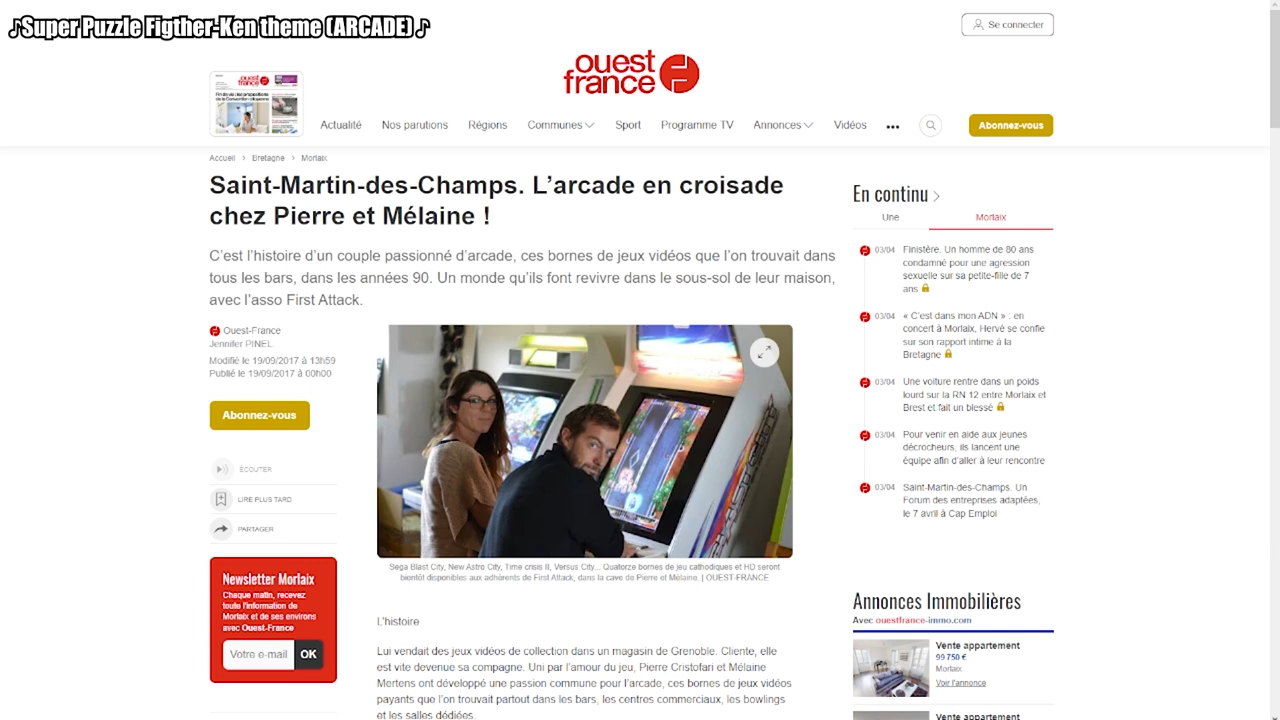 ♪Super Puzzle Figther-Ken theme (ARCADE)♪
Se connecter
ouest
france
Actualité
Nos parutions
Régions
Communes
Sport
Programme TV
Annonces
Vidéos
Abonnez-vous
Accueil > Bretagne > Morlaix
Saint-Martin-des-Champs. L'arcade en croisade
chez Pierre et Mélaine !
C'est l'histoire d'un couple passionné d'arcade, ces bornes de jeux vidéos que l'on trouvait dans
tous les bars, dans les années 90. Un monde qu'ils font revivre dans le sous-sol de leur maison,
avec l'asso First Attack.
Ouest-France
Jennifer PINEL.
Modifié le 19/09/2017 à 13h59
Publié le 19/09/2017 à 00h00
Abonnez-vous
ÉCOUTER
LIRE PLUS TARD
PARTAGER
Newsletter Morlaix
Chaque matin, recevez
toute l'information de
Morlaix et de ses environs
avec Ouest-France
Votre e-mail
OK
Sega Blast City, New Astro City, Time crisis II, Versus City... Quatorze bornes de jeu cathodiques et HD seront
bientôt disponibles aux adhérents de First Attack, dans la cave de Pierre et Mélaine. | OUEST-FRANCE
L'histoire
Lui vendait des jeux vidéos de collection dans un magasin de Grenoble. Cliente, elle
est vite devenue sa compagne. Uni par l'amour du jeu, Pierre Cristofari et Mélaine
Mertens ont développé une passion commune pour l'arcade, ces bornes de jeux vidéos
payants que l'on trouvait partout dans les bars, les centres commerciaux, les bowlings
et les salles dédiées.
En continu >
Une
Morlaix
03/04 Finistère. Un homme de 80 ans
condamné pour une agression
sexuelle sur sa petite-fille de 7
ans
03/04 « C'est dans mon ADN » : en
concert à Morlaix, Hervé se confie
sur son rapport intime à la
Bretagne
03/04 Une voiture rentre dans un poids
lourd sur la RN 12 entre Morlaix et
Brest et fait un blessé
03/04 Pour venir en aide aux jeunes
décrocheurs, ils lancent une
équipe afin d'aller à leur rencontre
03/04 Saint-Martin-des-Champs. Un
Forum des entreprises adaptées,
le 7 avril à Cap Emploi
Annonces Immobilières
Avec ouestfrance-immo.com
Vente appartement
99 750 €
Morlaix
Voir l'annonce
Vente appartement